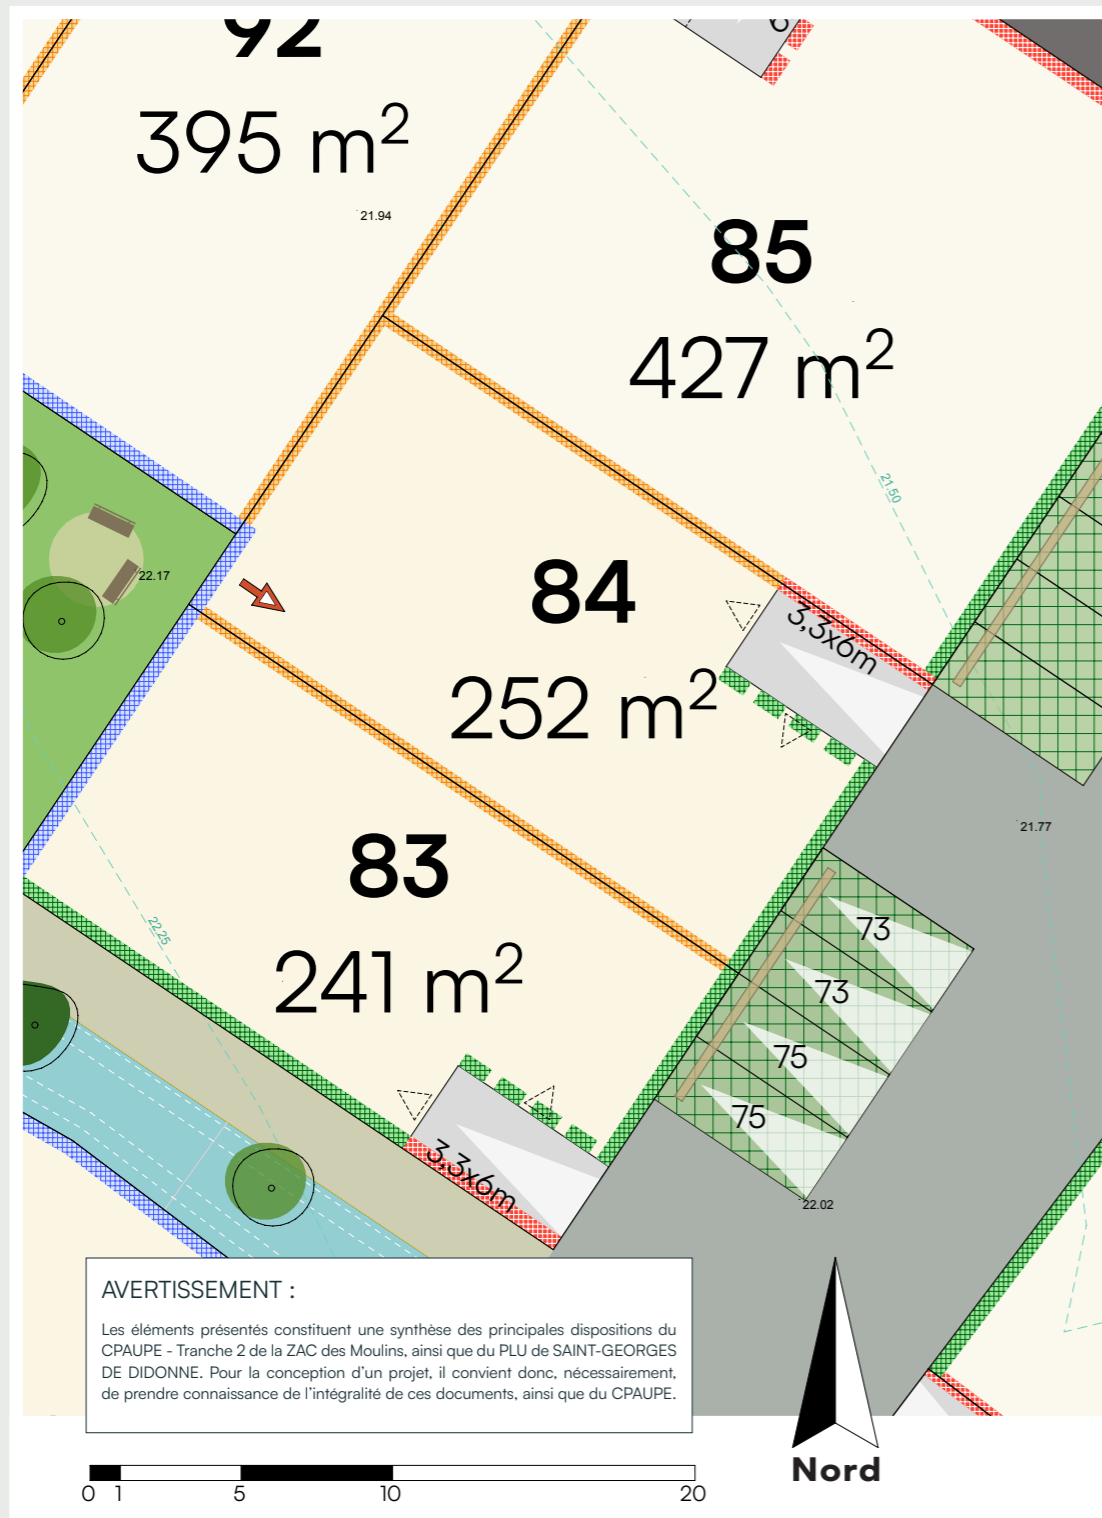 92
395 m²
21.94
85
427 m²
21.50
22.17
84
252 m²
3,3x6m
21.77
83
241 m²
22.25
73
73
75
75
3,3x6m
22.02
AVERTISSEMENT :
Les éléments présentés constituent une synthèse des principales dispositions du
CPAUPE - Tranche 2 de la ZAC des Moulins, ainsi que du PLU de SAINT-GEORGES
DE DIDONNE. Pour la conception d'un projet, il convient donc, nécessairement,
de prendre connaissance de l'intégralité de ces documents, ainsi que du CPAUPE.
Nord
0 1 5 10 20